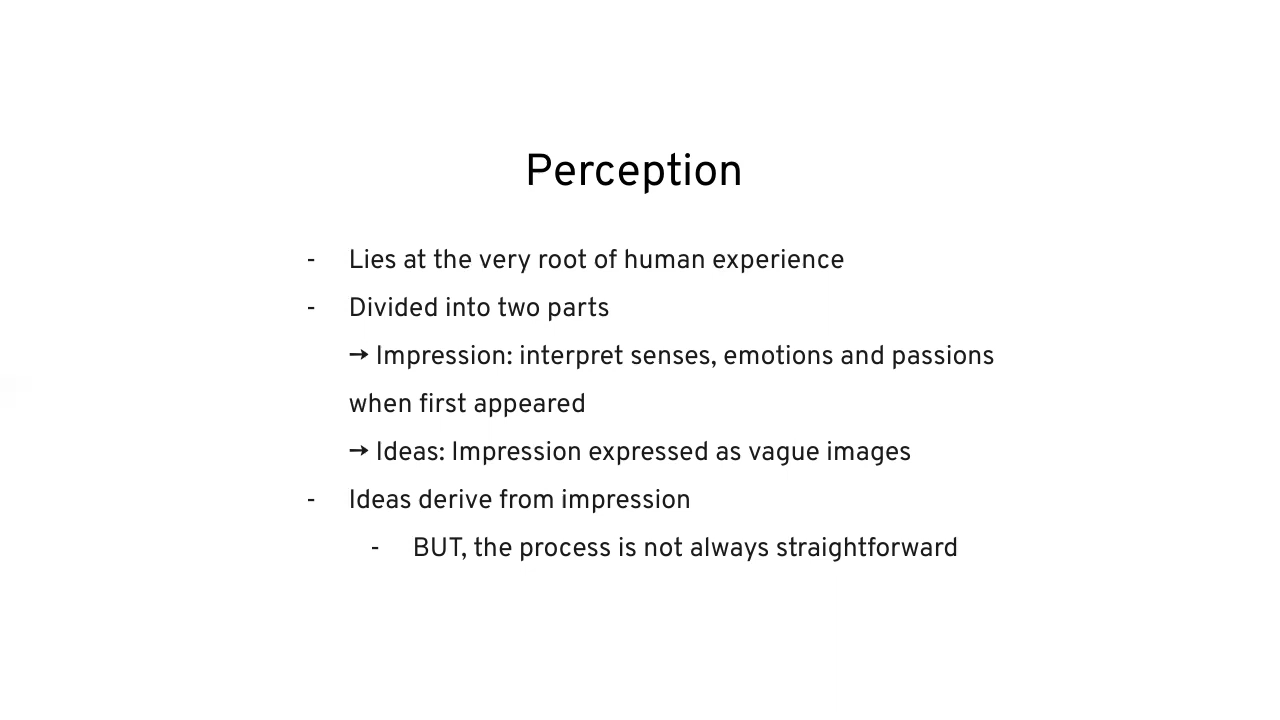 Perception
- Lies at the very root of human experience
- Divided into two parts
→ Impression: interpret senses, emotions and passions
when first appeared
→ Ideas: Impression expressed as vague images
- Ideas derive from impression
- BUT, the process is not always straightforward